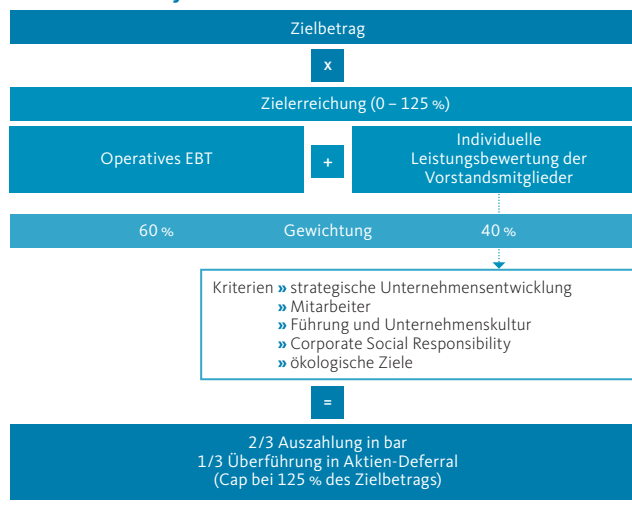 Zielbetrag
x
Zielerreichung (0 – 125 %)
Operatives EBT
+
Individuelle
Leistungsbewertung der
Vorstandsmitglieder
60 % Gewichtung 40 %
Kriterien » strategische Unternehmensentwicklung
» Mitarbeiter
» Führung und Unternehmenskultur
» Corporate Social Responsibility
» ökologische Ziele
=
2/3 Auszahlung in bar
1/3 Überführung in Aktien-Deferral
(Cap bei 125 % des Zielbetrags)